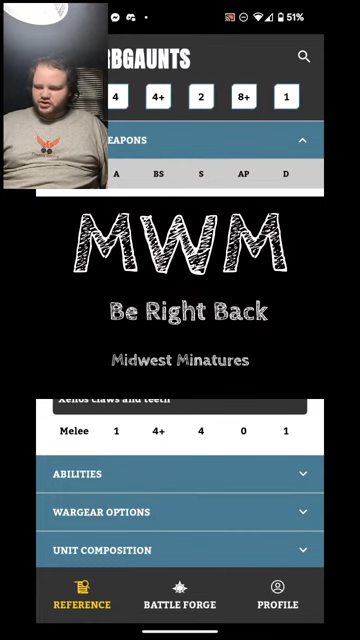 51%
RBGAUNTS
4 4+ 2 8+ 1
EAPONS
A BS S AP D
MWM
Be Right Back
Midwest Minatures
Xenos claws and teeth
Melee 1 4+ 4 0 1
ABILITIES
WARGEAR OPTIONS
UNIT COMPOSITION
REFERENCE BATTLE FORGE PROFILE